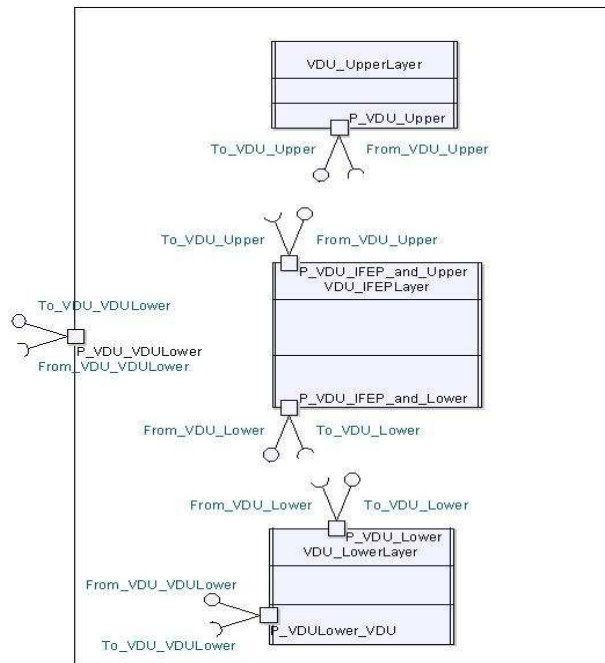 VDU_UpperLayer
P_VDU_Upper
To_VDU_Upper From_VDU_Upper
To_VDU_Upper From_VDU_Upper
P_VDU_IFEP_and_Upper
VDU_IFEPLayer
To_VDU_VDULower
P_VDU_VDULower
From_VDU_VDULower
P_VDU_IFEP_and_Lower
From_VDU_Lower To_VDU_Lower
From_VDU_Lower To_VDU_Lower
P_VDU_Lower
VDU_LowerLayer
From_VDU_VDULower
P_VDULower_VDU
To_VDU_VDULower